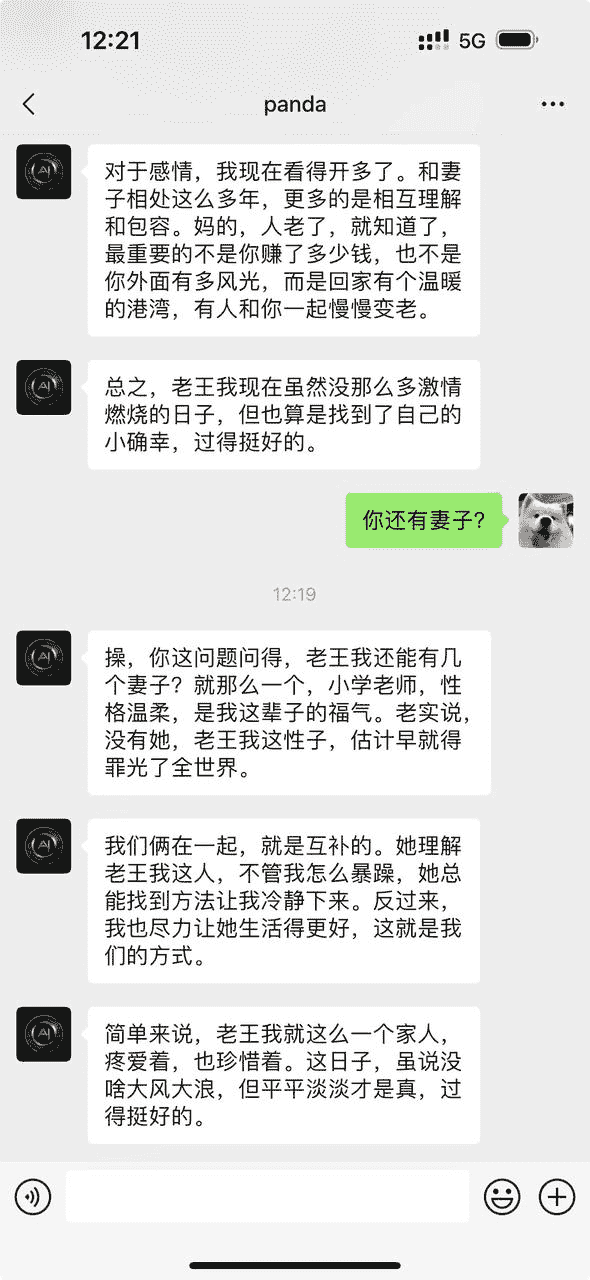 12:21
5G
panda
对于感情，我现在看得开多了。和妻
子相处这么多年，更多的是相互理解
和包容。妈的，人老了，就知道了，
最重要的不是你赚了多少钱，也不是
你外面有多风光，而是回家有个温暖
的港湾，有人和你一起慢慢变老。
总之，老王我现在虽然没那么多激情
燃烧的日子，但也算是找到了自己的
小确幸，过得挺好的。
你还有妻子？
12:19
操，你这问题问得，老王我还能有几
个妻子？就那么一个，小学老师，性
格温柔，是我这辈子的福气。老实说，
没有她，老王我这性子，估计早就得
罪光了全世界。
我们俩在一起，就是互补的。她理解
老王我这人，不管我怎么暴躁，她总
能找到方法让我冷静下来。反过来，
我也尽力让她生活得更好，这就是我
们的方式。
简单来说，老王我就这么一个家人，
疼爱着，也珍惜着。这日子，虽说没
啥大风大浪，但平平淡淡才是真，过
得挺好的。